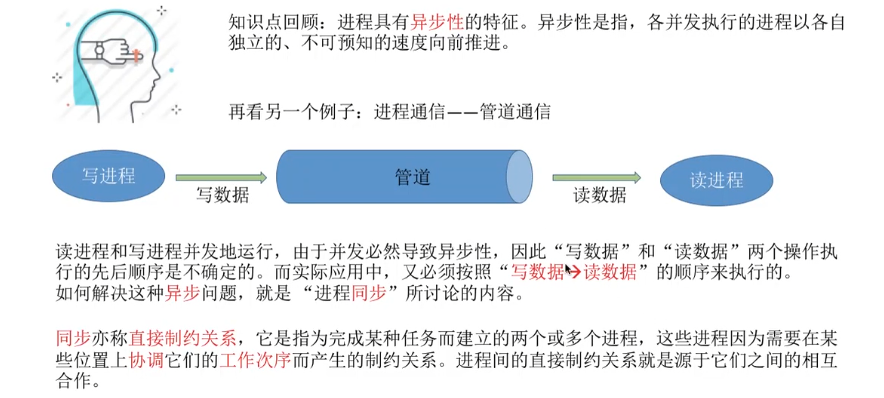 知识点回顾：进程具有异步性的特征。异步性是指，各并发执行的进程以各自
独立的、不可预知的速度向前推进。
再看另一个例子：进程通信——管道通信
写进程
写数据
管道
读数据
读进程
读进程和写进程并发地运行，由于并发必然导致异步性，因此“写数据”和“读数据”两个操作执
行的先后顺序是不确定的。而实际应用中，又必须按照“写数据→读数据”的顺序来执行的。
如何解决这种异步问题，就是 “进程同步”所讨论的内容。
同步亦称直接制约关系，它是指为完成某种任务而建立的两个或多个进程，这些进程因为需要在某
些位置上协调它们的工作次序而产生的制约关系。进程间的直接制约关系就是源于它们之间的相互
合作。